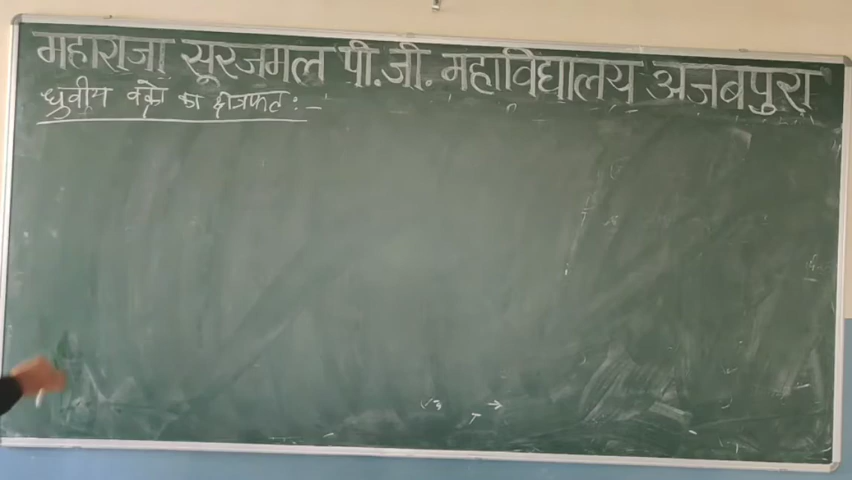 महाराजा सूरजमल पी.जी. महाविद्यालय अजबपुरा
ध्रुवीय वक्रो का क्षेत्रफल : –